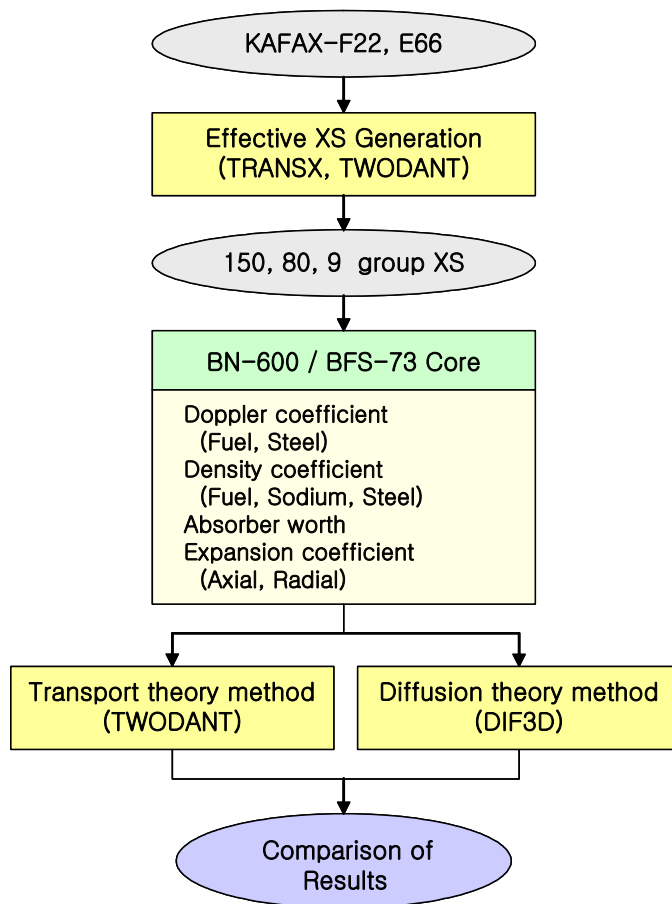 KAFAX-F22, E66
Effective XS Generation
(TRANSX, TWODANT)
150, 80, 9 group XS
BN-600 / BFS-73 Core
Doppler coefficient
(Fuel, Steel)
Density coefficient
(Fuel, Sodium, Steel)
Absorber worth
Expansion coefficient
(Axial, Radial)
Transport theory method
(TWODANT)
Diffusion theory method
(DIF3D)
Comparison of
Results